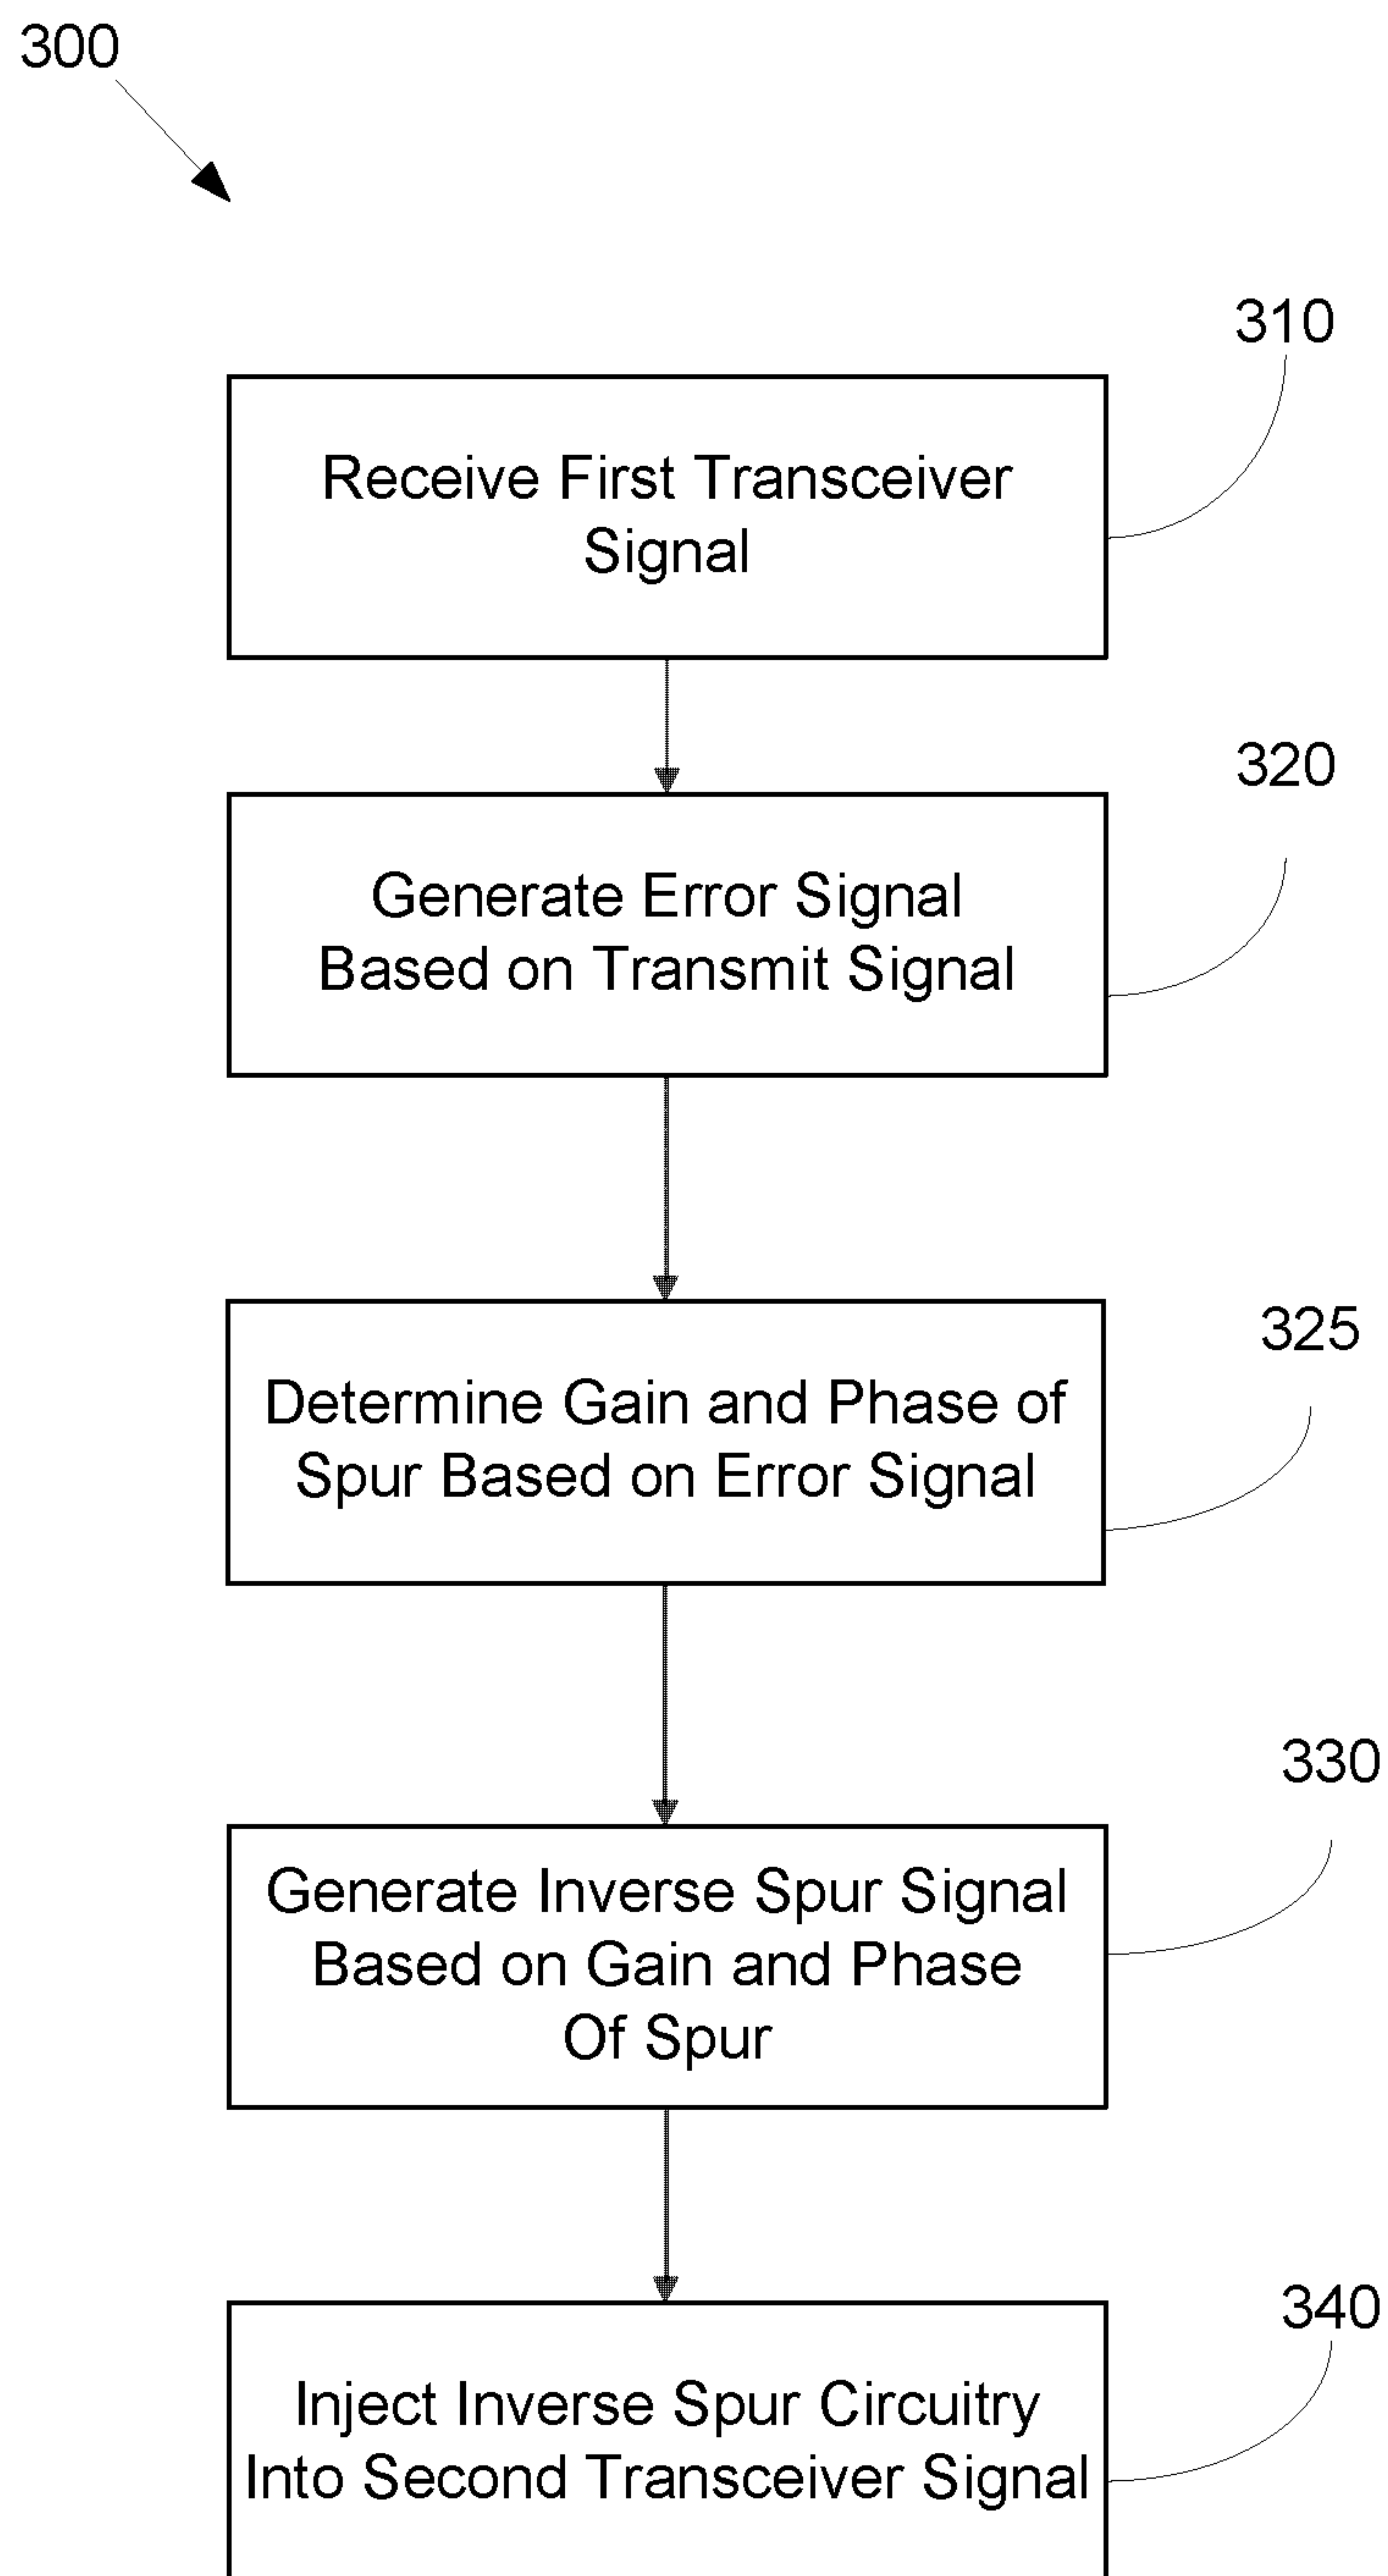 300
310
Receive First Transceiver
Signal
320
Generate Error Signal
Based on Transmit Signal
325
Determine Gain and Phase of
Spur Based on Error Signal
330
Generate Inverse Spur Signal
Based on Gain and Phase
Of Spur
340
Inject Inverse Spur Circuitry
Into Second Transceiver Signal